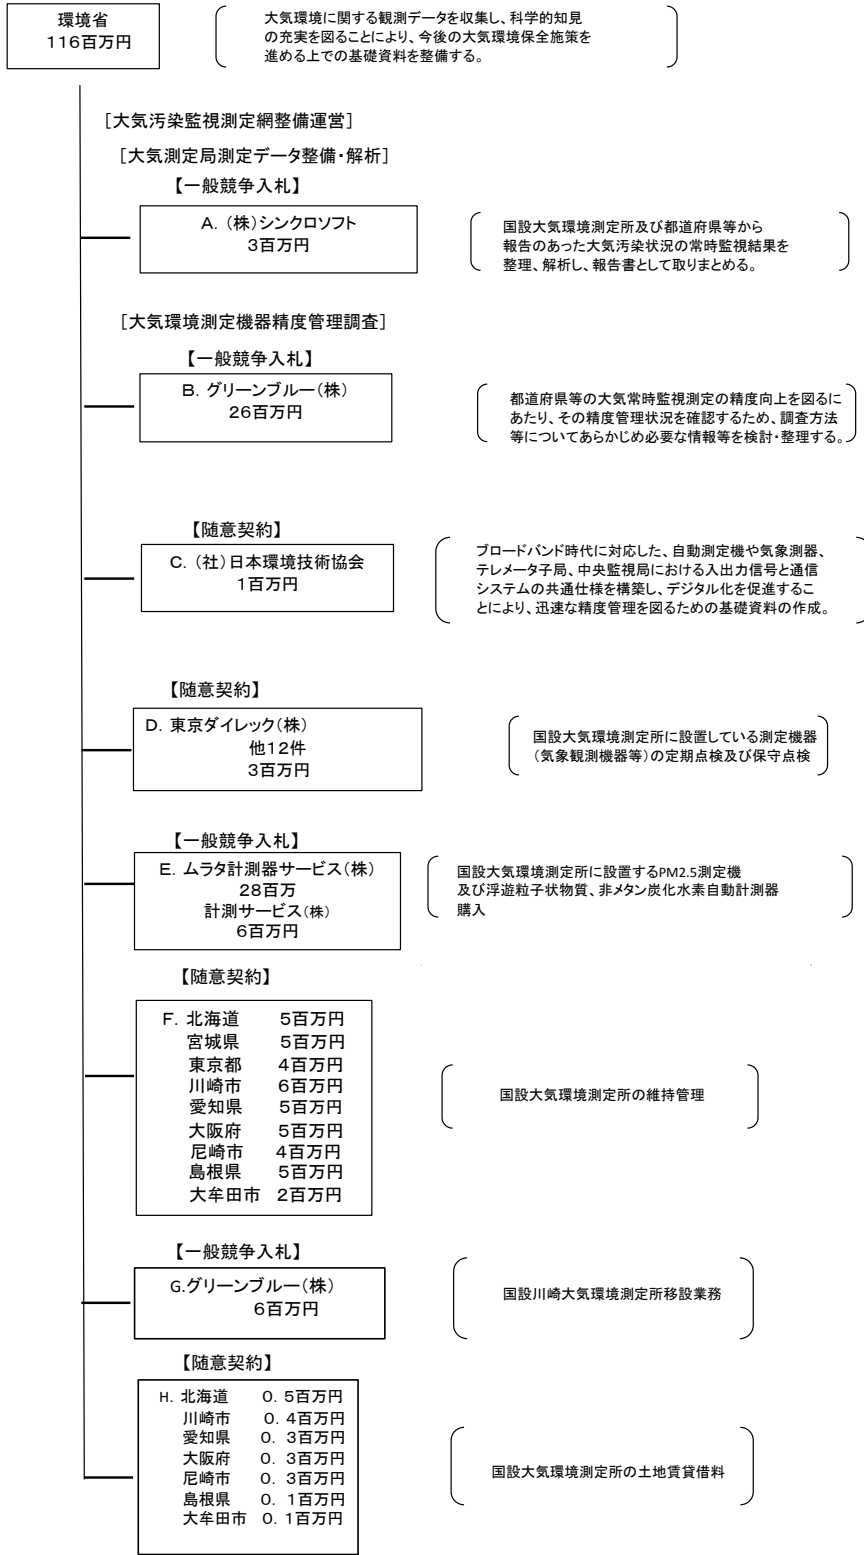 環境省
116百万円
大気環境に関する観測データを収集し、科学的知見
の充実を図ることにより、今後の大気環境保全施策を
進める上での基礎資料を整備する。
[大気汚染監視測定網整備運営]
[大気測定局測定データ整備・解析]
【一般競争入札】
A．（株）シンクロソフト
3百万円
国設大気環境測定所及び都道府県等から
報告のあった大気汚染状況の常時監視結果を
整理、解析し、報告書として取りまとめる。
[大気環境測定機器精度管理調査]
【一般競争入札】
B．グリーンブルー（株）
26百万円
都道府県等の大気常時監視測定の精度向上を図るに
あたり、その精度管理状況を確認するため、調査方法
等についてあらかじめ必要な情報等を検討・整理する。
【随意契約】
C．（社）日本環境技術協会
1百万円
ブロードバンド時代に対応した、自動測定機や気象測器、
テレメータ子局、中央監視局における入出力信号と通信
システムの共通仕様を構築し、デジタル化を促進するこ
とにより、迅速な精度管理を図るための基礎資料の作成。
【随意契約】
D．東京ダイレック（株）
他12件
3百万円
国設大気環境測定所に設置している測定機器
（気象観測機器等）の定期点検及び保守点検
【一般競争入札】
E．ムラタ計測器サービス（株）
28百万
計測サービス（株）
6百万円
国設大気環境測定所に設置するPM2.5測定機
及び浮遊粒子状物質、非メタン炭化水素自動計測器
購入
【随意契約】
F．北海道 5百万円
宮城県 5百万円
東京都 4百万円
川崎市 6百万円
愛知県 5百万円
大阪府 5百万円
尼崎市 4百万円
島根県 5百万円
大牟田市 2百万円
国設大気環境測定所の維持管理
【一般競争入札】
G.グリーンブルー（株）
6百万円
国設川崎大気環境測定所移設業務
【随意契約】
H．北海道 0．5百万円
川崎市 0．4百万円
愛知県 0．3百万円
大阪府 0．3百万円
尼崎市 0．3百万円
島根県 0．1百万円
大牟田市 0．1百万円
国設大気環境測定所の土地賃貸借料